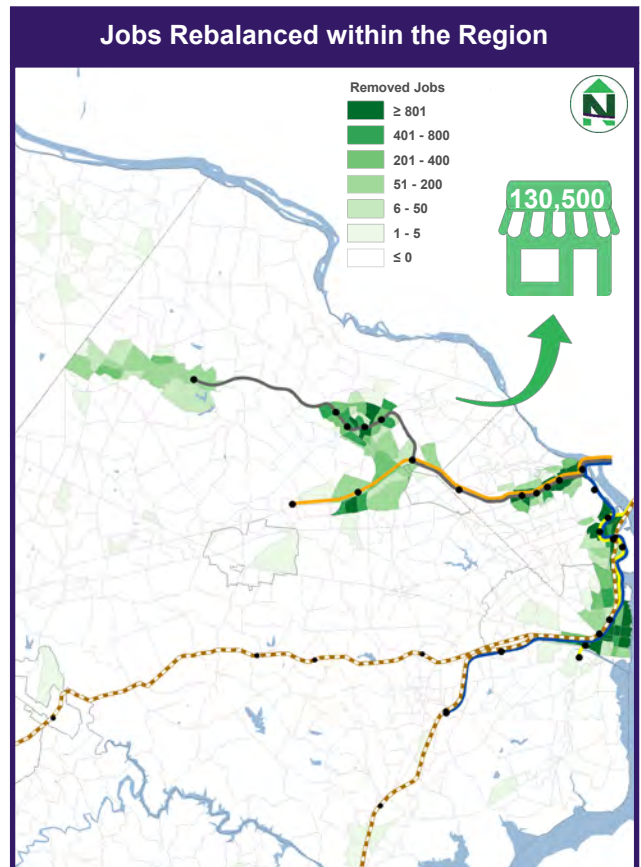 Jobs Rebalanced within the Region
Removed Jobs
≥ 801
401 - 800
201 - 400
51 - 200
6 - 50
1 - 5
≤ 0
N
130,500